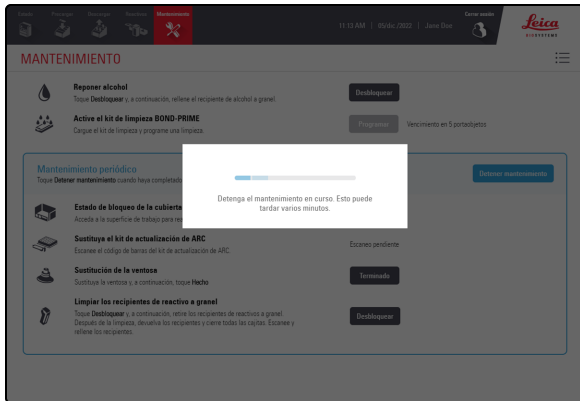 Estado Precargar Descargar Reactivos Mantenimiento
11:13 AM | 05/dic./2022 | Jane Doe
Cerrar sesión
Leica
BIOSYSTEMS
MANTENIMIENTO
Reponer alcohol
Toque Desbloquear y, a continuación, rellene el recipiente de alcohol a granel.
Desbloquear
Active el kit de limpieza BOND-PRIME
Cargue el kit de limpieza y programe una limpieza.
Programar
Vencimiento en 5 portaobjetos
Mantenimiento periódico
Toque Detener mantenimiento cuando haya completado
Detener mantenimiento
Detenga el mantenimiento en curso. Esto puede
tardar varios minutos.
Estado de bloqueo de la cubierta
Acceda a la superficie de trabajo para
Sustituya el kit de actualización de ARC
Escanee el código de barras del kit de actualización de ARC.
Escaneo pendiente
Sustitución de la ventosa
Sustituya la ventosa y, a continuación, toque Hecho
Terminado
Limpiar los recipientes de reactivo a granel
Toque Desbloquear y, a continuación, retire los recipientes de reactivos a granel.
Después de la limpieza, devuelva los recipientes y cierre todas las cajitas. Escanee y
rellene los recipientes.
Desbloquear